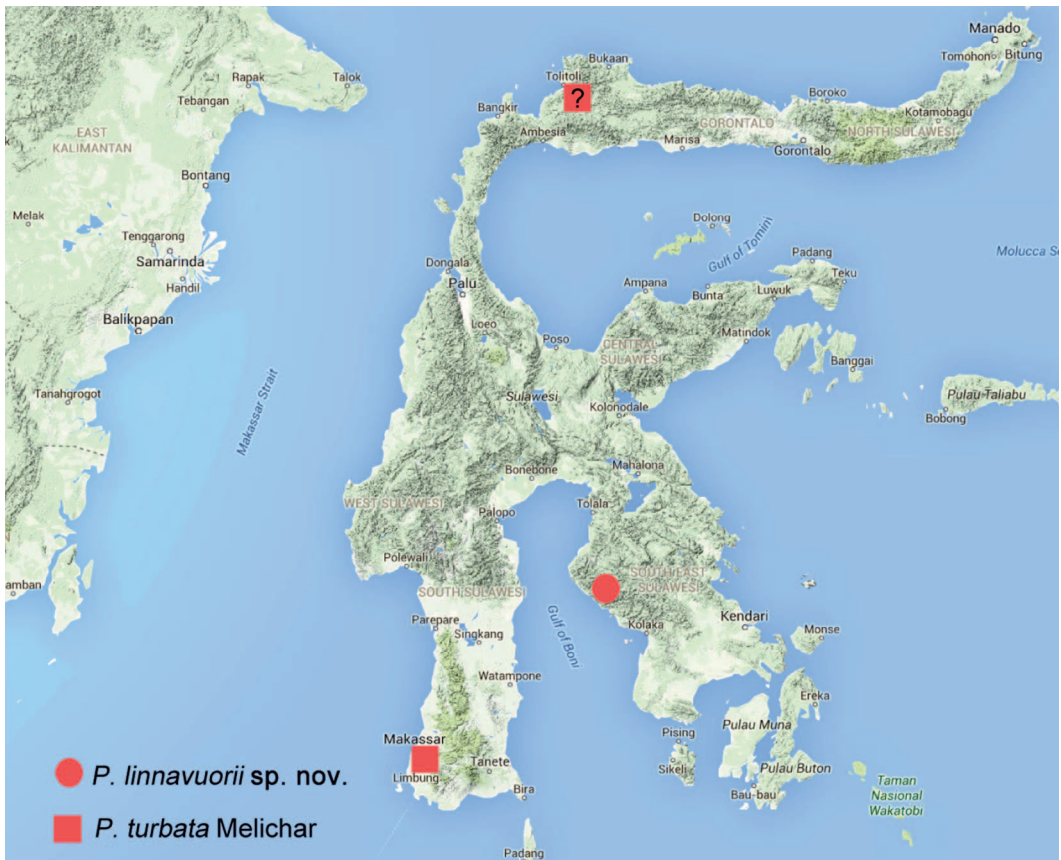 Manado
Bukaan
Tomohon
Bitung
Rapak
Talok
Tolitoli
?
Tebangan
Bangkir
Boroko
Kotamobagu
EAST
KALIMANTAN
GORONTALO
NORTH SULAWESI
Ambesia
Marisa
Gorontalo
Bontang
Melak
Dolong
Tenggarong
Samarinda
Handil
Gulf of Tomini
Padang
Molucca Se
Dongala
Palu
Ampana
Bunta
Luwuk
Teku
Balikpapan
Loeo
Poso
CENTRAL
SULAWESI
Matindok
Banggai
Tanahgrogot
Makassar Strait
Sulawesi
Kolonodale
Pulau Taliabu
Bobong
Bonebone
Mahalona
WEST SULAWESI
Palopo
Tolala
Polewali
amban
SOUTH SULAWESI
SOUTH EAST
SULAWESI
Parepare
Singkang
Gulf of Boni
Kolaka
Kendari
Monse
Watampone
Ereka
Makassar
Pising
Pulau Muna
Limbung
Tanete
Sikeli
Pulau Buton
Bira
Bau-bau
Taman
Nasional
Wakatobi
Padang
P. linnavuorii sp. nov.
P. turbata Melichar